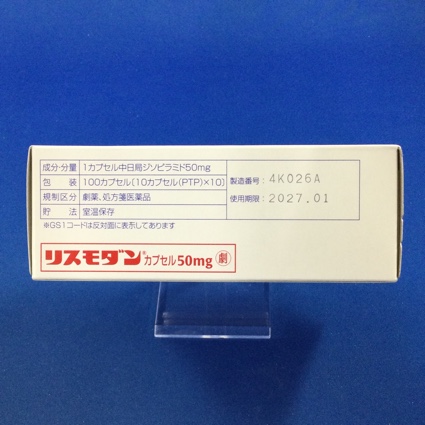 成分・分量 1カプセル中日局ジソピラミド50mg
包装 100カプセル[10カプセル(PTP)×10]
規制区分 劇薬、処方箋医薬品
貯法 室温保存
製造番号: 4K026A
使用期限: 2027.01
※GS1コードは反対面に表示してあります
リスモダン®カプセル50mg 劇